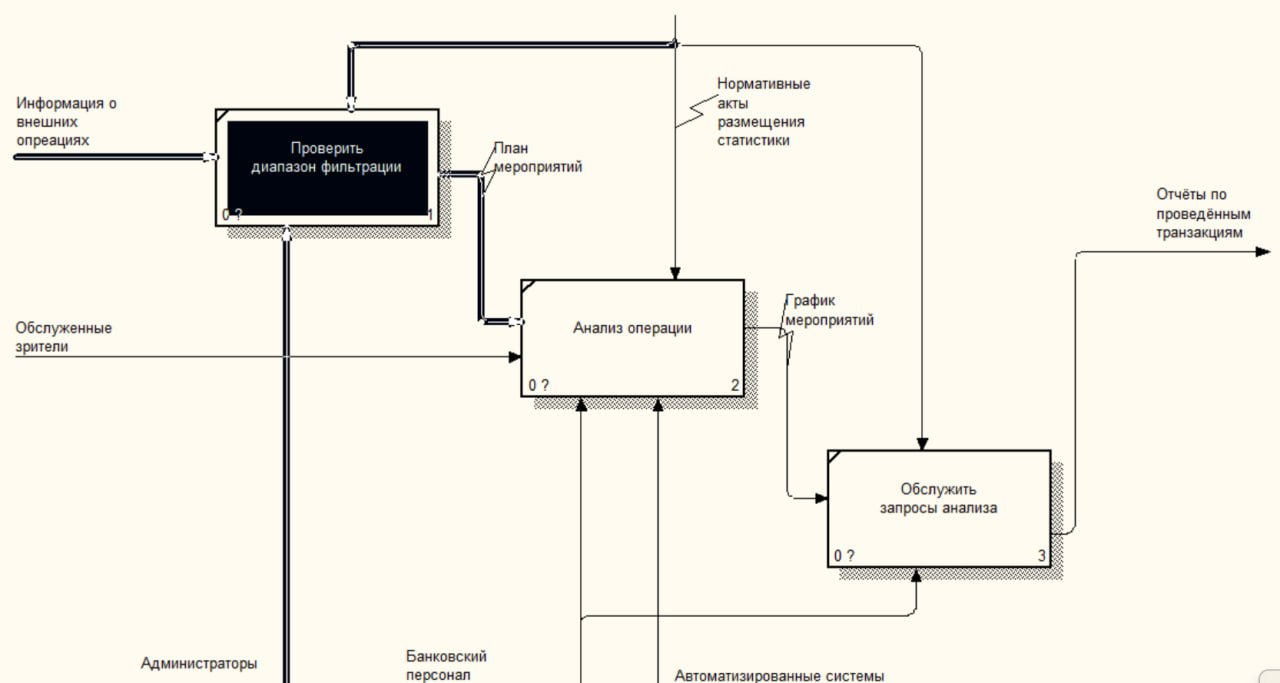 Информация о
внешних
опреациях
Проверить
диапазон фильтрации
0 ?
1
План
мероприятий
Нормативные
акты
размещения
статистики
Отчёты по
проведённым
транзакциям
Обслуженные
зрители
Анализ операции
0 ?
2
График
мероприятий
Обслужить
запросы анализа
0 ?
3
Администраторы
Банковский
персонал
Автоматизированные системы